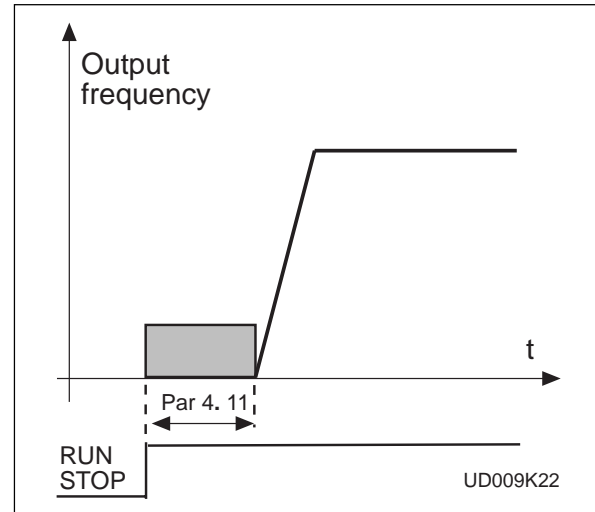 Output
frequency
t
Par 4. 11
RUN
STOP
UD009K22